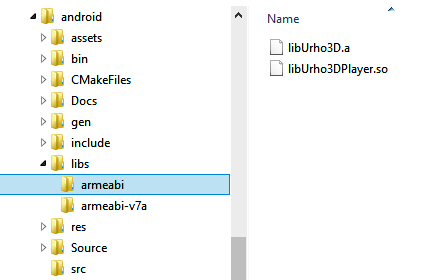 android
assets
bin
CMakeFiles
Docs
gen
include
libs
armeabi
armeabi-v7a
res
Source
src
Name
libUrho3D.a
libUrho3DPlayer.so